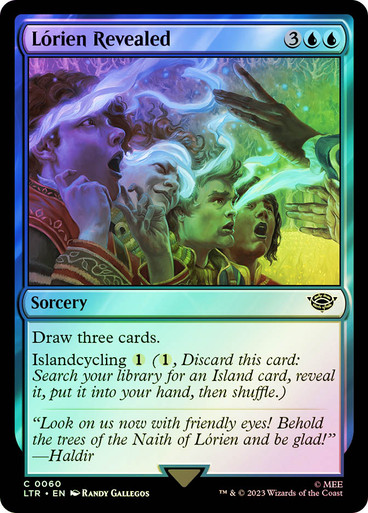 Lórien Revealed 3
Sorcery
Draw three cards.
Islandcycling 1 (1, Discard this card:
Search your library for an Island card, reveal
it, put it into your hand, then shuffle.)
“Look on us now with friendly eyes! Behold
the trees of the Naith of Lórien and be glad!”
—Haldir
C 0060
LTR • EN Randy Gallegos
© MEE
™ & © 2023 Wizards of the Coast